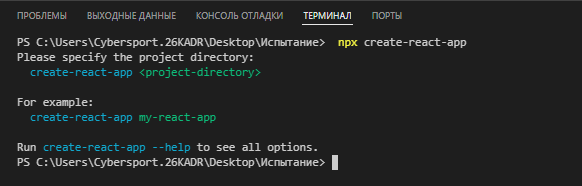 ПРОБЛЕМЫ ВЫХОДНЫЕ ДАННЫЕ КОНСОЛЬ ОТЛАДКИ ТЕРМИНАЛ ПОРТЫ
PS C:\Users\Cybersport.26KADR\Desktop\Испытание> npx create-react-app
Please specify the project directory:
create-react-app <project-directory>
For example:
create-react-app my-react-app
Run create-react-app --help to see all options.
PS C:\Users\Cybersport.26KADR\Desktop\Испытание>